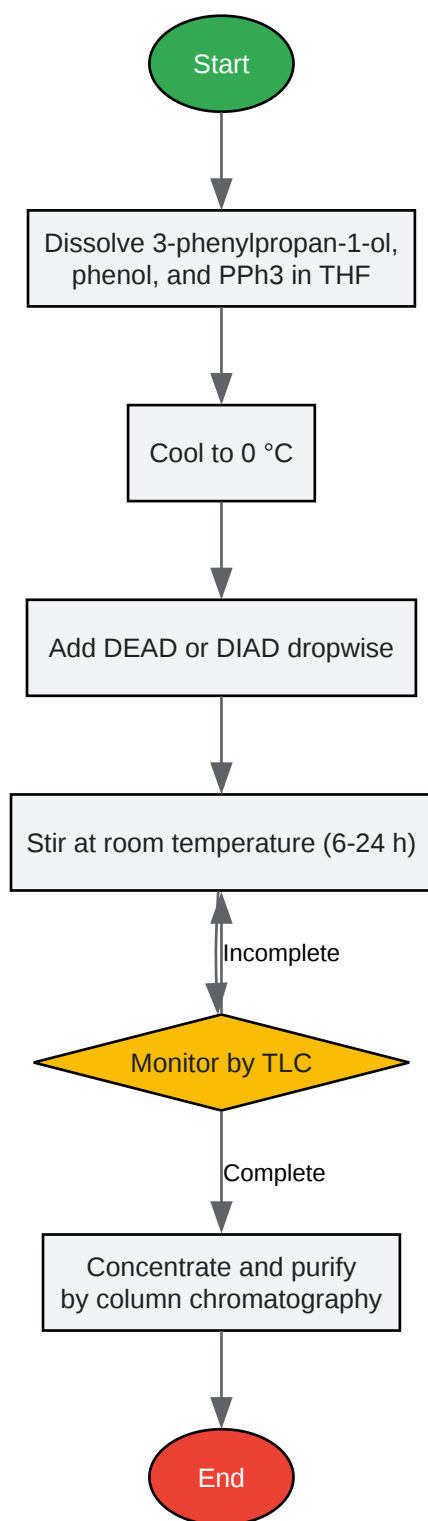 Start
Dissolve 3-phenylpropan-1-ol,
phenol, and PPh3 in THF
Cool to 0 °C
Add DEAD or DIAD dropwise
Stir at room temperature (6-24 h)
Incomplete
Monitor by TLC
Complete
Concentrate and purify
by column chromatography
End